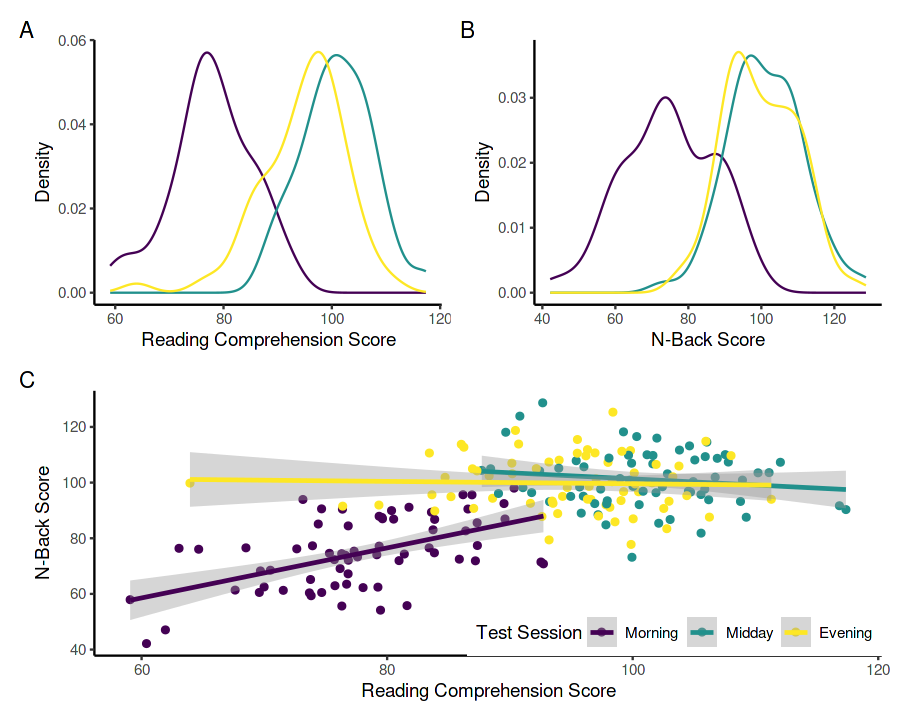 A
B
0.06
0.04
0.02
0.00
Density
60
80
100
120
Reading Comprehension Score
0.03
0.02
0.01
0.00
Density
40
60
80
100
120
N-Back Score
C
120
100
80
60
40
N-Back Score
Test Session Morning Midday Evening
60
80
100
120
Reading Comprehension Score